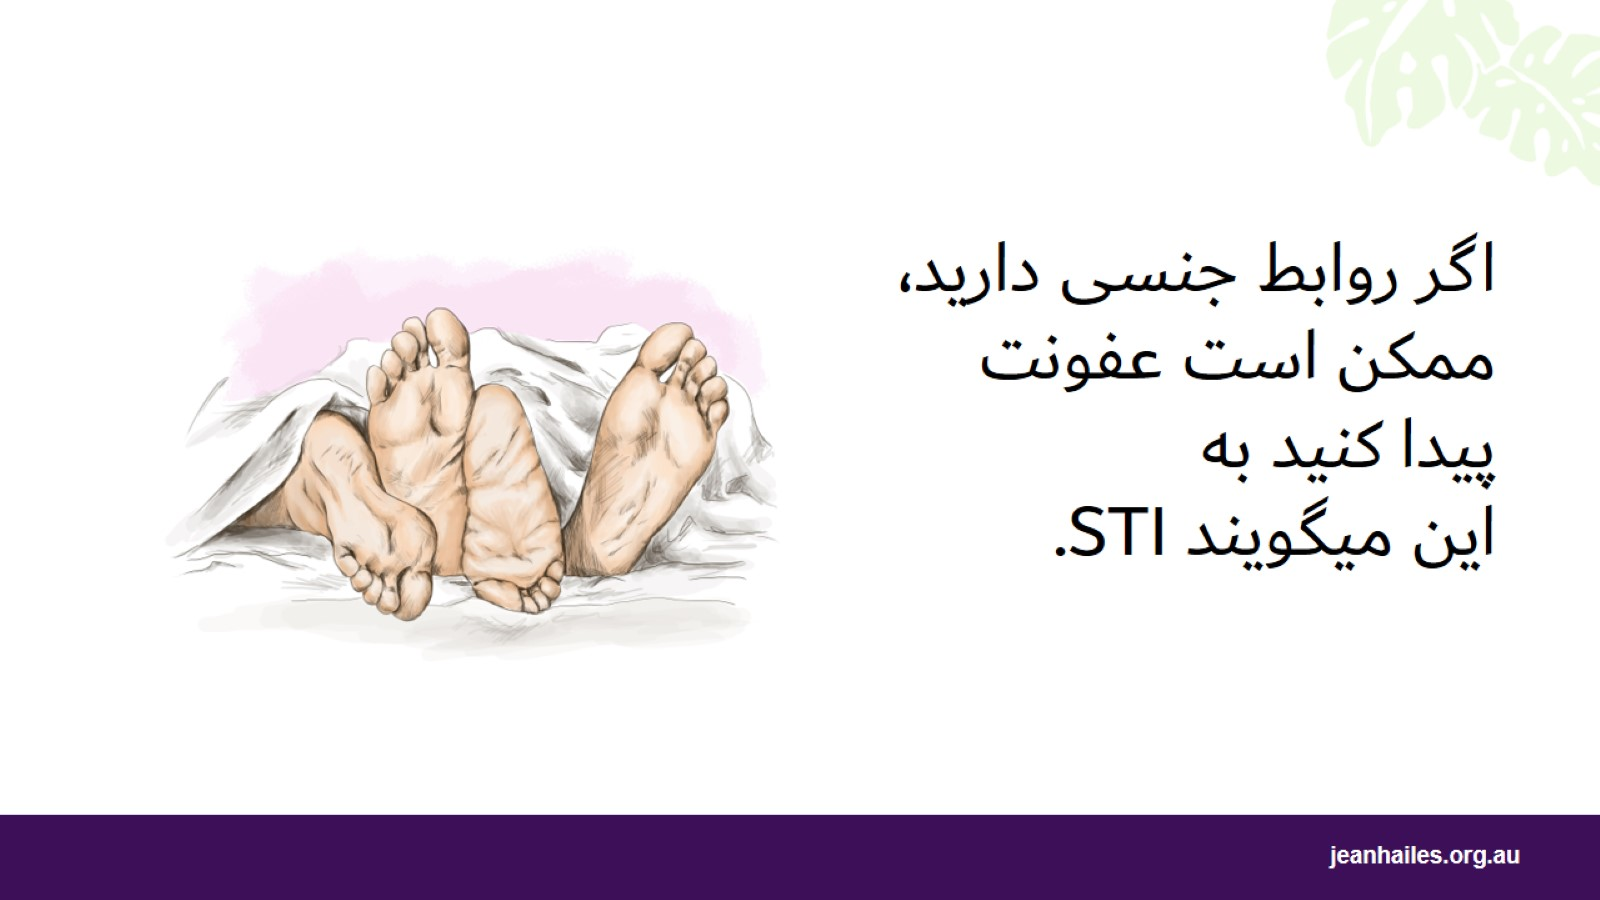 اگر روابط جنسی دارید،
ممکن است عفونت
پیدا کنید به
این میگویند STI.
jeanhailes.org.au